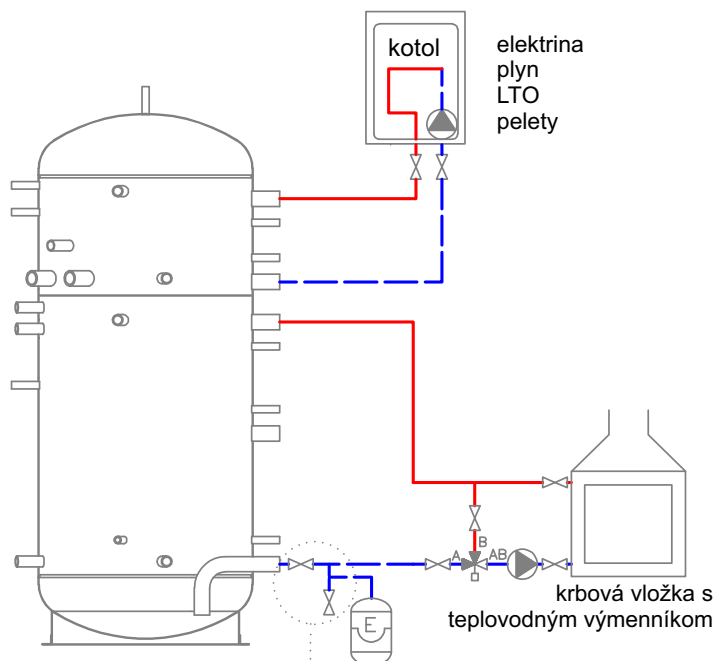 kotol
elektrina
plyn
LTO
pelety
B
A
AB
E
krbová vložka s
teplovodným výmenníkom